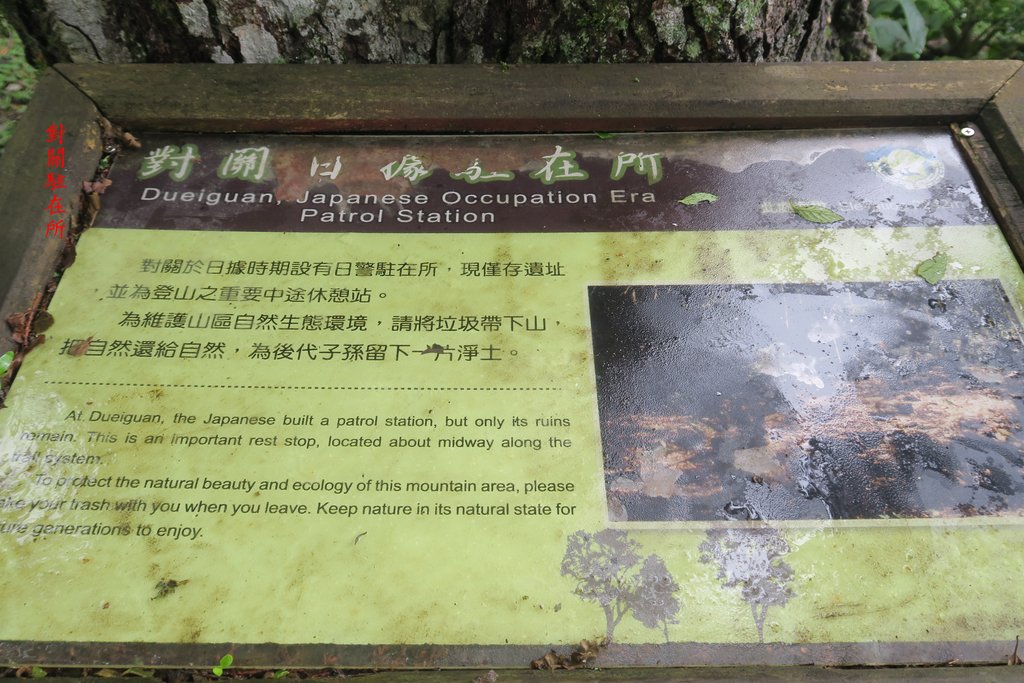 對關駐在所
對關日據駐在所
Dueiguan, Japanese Occupation Era
Patrol Station
對關於日據時期設有日警駐在所,現僅存遺址
,並為登山之重要中途休憩站。
為維護山區自然生態環境,請將垃圾帶下山,
把自然還給自然,為後代子孫留下一片淨土。
At Dueiguan, the Japanese built a patrol station, but only its ruins
remain. This is an important rest stop, located about midway along the
trail system.
To protect the natural beauty and ecology of this mountain area, please
take your trash with you when you leave. Keep nature in its natural state for
future generations to enjoy.